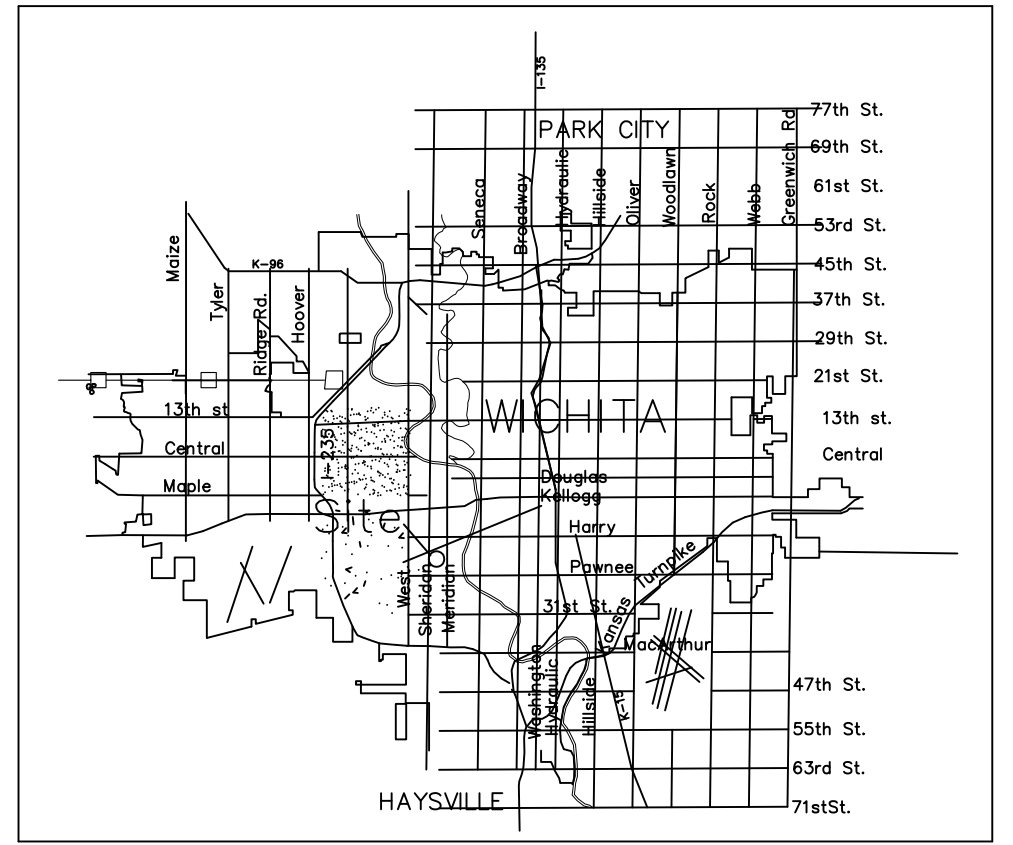 I-135
77th St.
PARK CITY
69th St.
61st St.
53rd St.
45th St.
37th St.
29th St.
21st St.
13th st.
Central
Seneca
Broadway
Hydraulic
Hillside
Oliver
Woodlawn
Rock
Webb
Greenwich Rd
Maize
K-96
Tyler
Ridge Rd.
Hoover
13th st
Central
Maple
I-235
Site
WICHITA
Douglas
Kellogg
Harry
Pawnee
31st St.
MacArthur
Kansas Turnpike
West
Sheridan
Meridian
Washington
Hydraulic
Hillside
K-15
47th St.
55th St.
63rd St.
71stSt.
HAYSVILLE